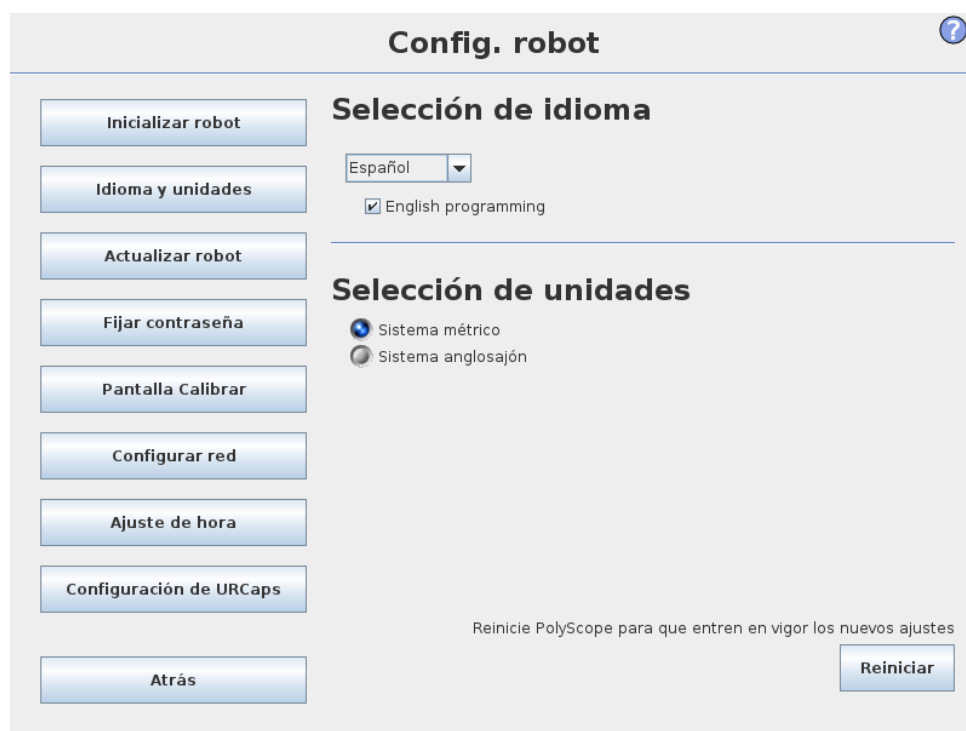 Config. robot
?
Inicializar robot
Idioma y unidades
Actualizar robot
Fijar contraseña
Pantalla Calibrar
Configurar red
Ajuste de hora
Configuración de URCaps
Atrás
Selección de idioma
Español
English programming
Selección de unidades
Sistema métrico
Sistema anglosajón
Reinicie PolyScope para que entren en vigor los nuevos ajustes
Reiniciar